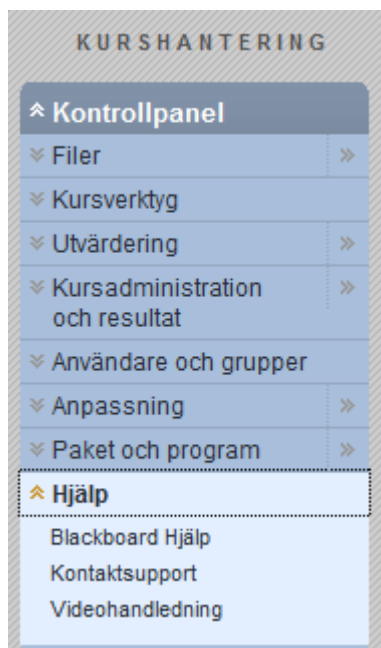 KURSHANTERING
Kontrollpanel
Filer
Kursverktyg
Utvärdering
Kursadministration
och resultat
Användare och grupper
Anpassning
Paket och program
Hjälp
Blackboard Hjälp
Kontaktsupport
Videohandledning